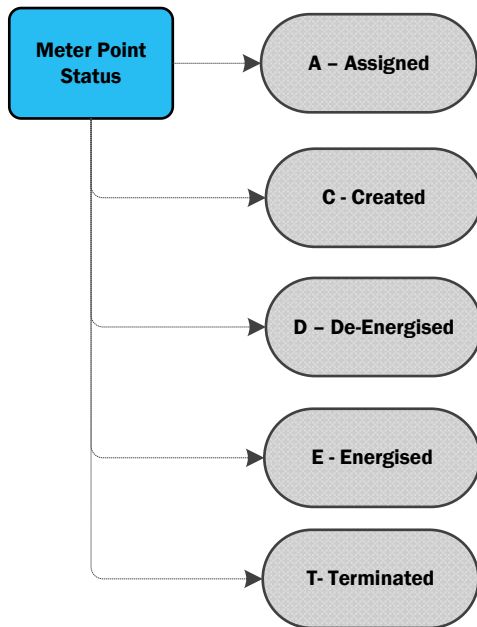 Meter Point
Status
A – Assigned
C - Created
D – De-Energised
E - Energised
T- Terminated